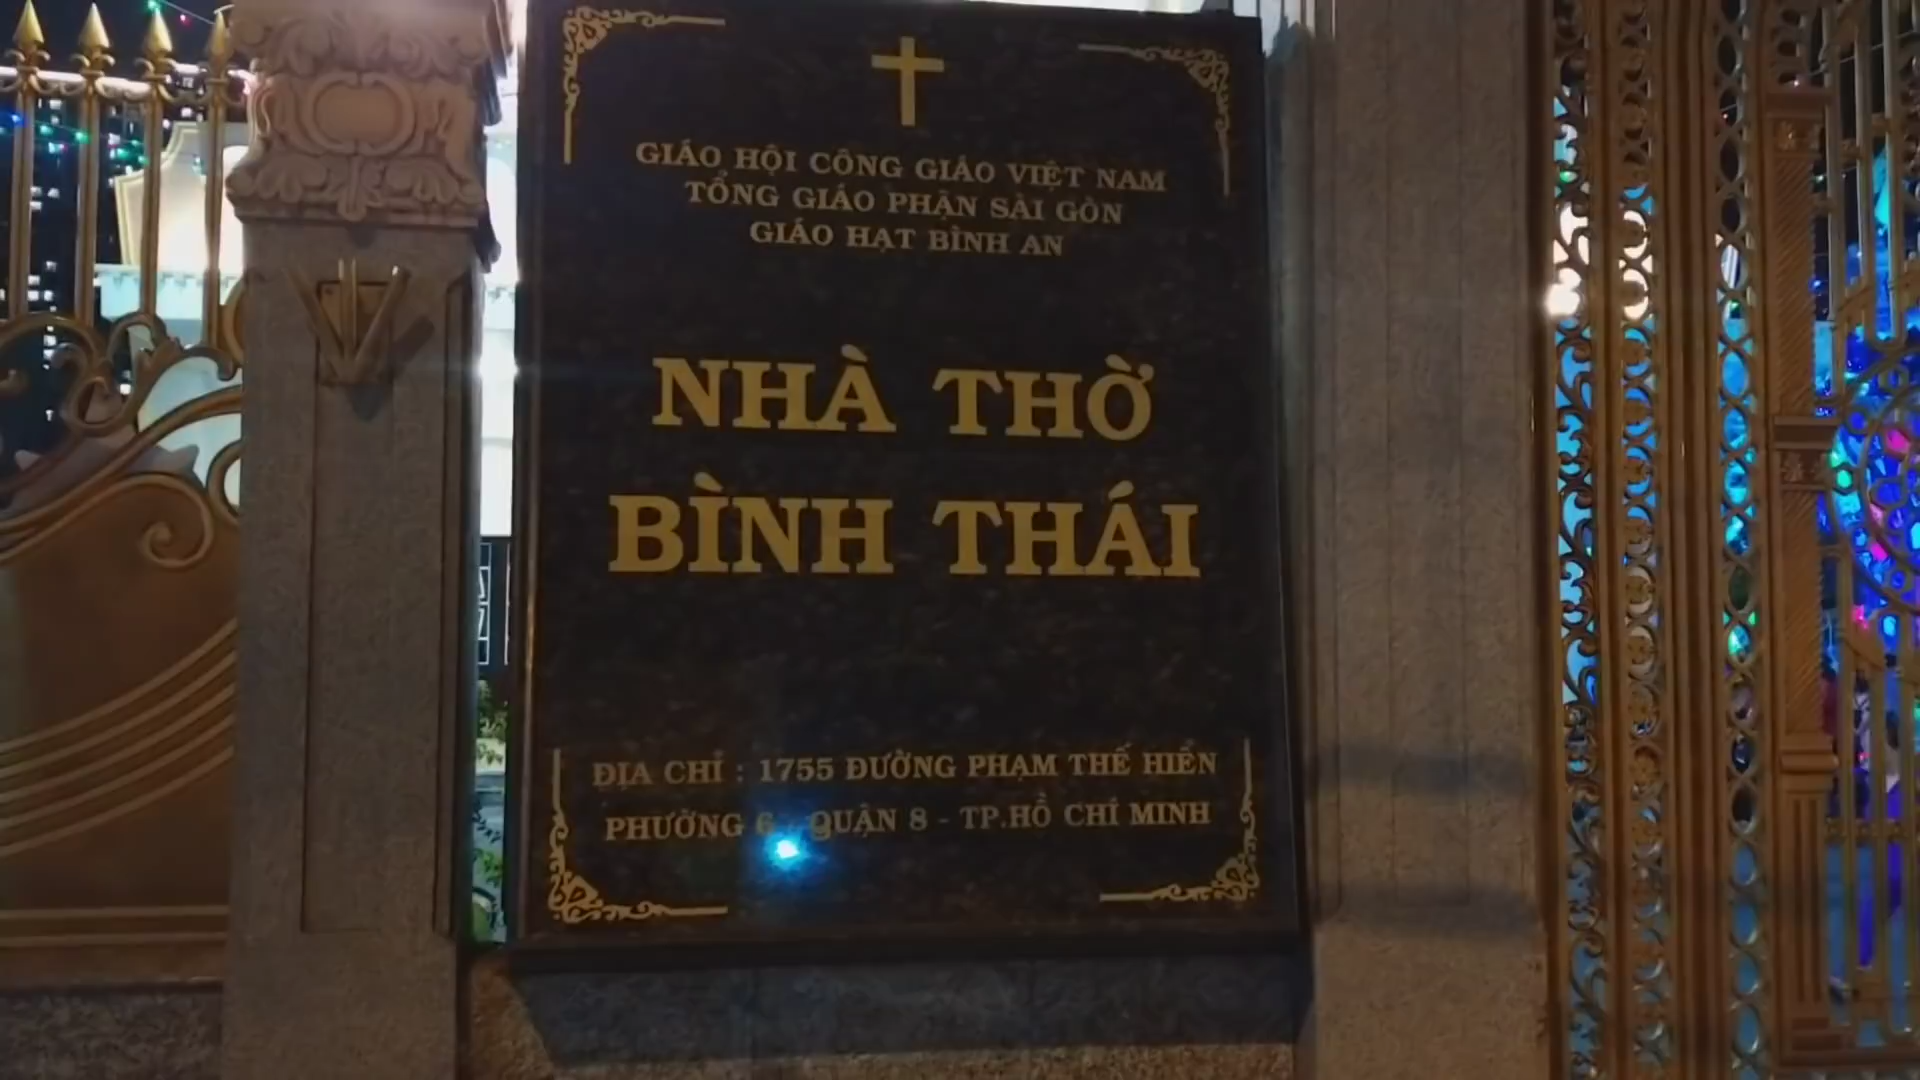 GIÁO HỘI CÔNG GIÁO VIỆT NAM
TỔNG GIÁO PHẬN SÀI GÒN
GIÁO HẠT BÌNH AN
NHÀ THỜ
BÌNH THÁI
ĐỊA CHỈ : 1755 ĐƯỜNG PHẠM THẾ HIỂN
PHƯỜNG 6 - QUẬN 8 - TP.HỒ CHÍ MINH